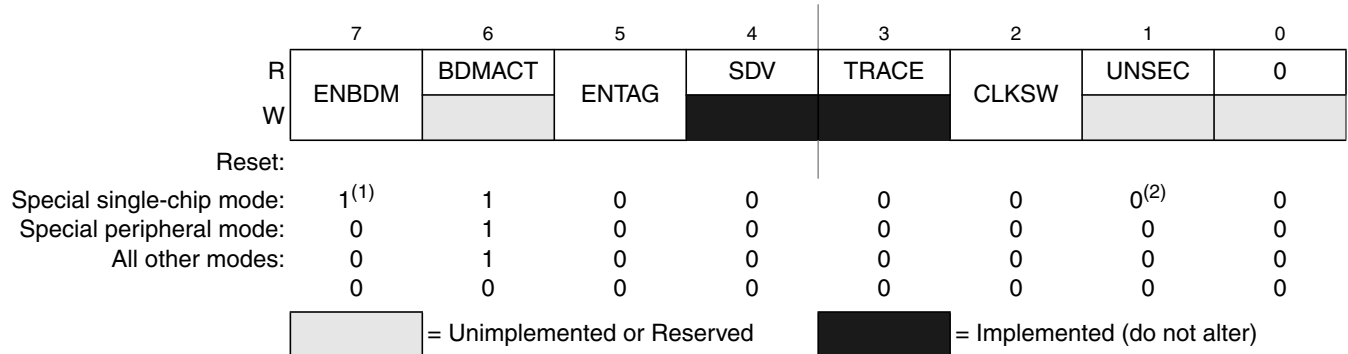 7 6 5 4 3 2 1 0
R ENBDM BDMACT ENTAG SDV TRACE CLKSW UNSEC 0
W
Reset:
Special single-chip mode: 1(1) 1 0 0 0 0 0(2) 0
Special peripheral mode: 0 1 0 0 0 0 0 0
All other modes: 0 1 0 0 0 0 0 0
0 0 0 0 0 0 0 0
= Unimplemented or Reserved = Implemented (do not alter)